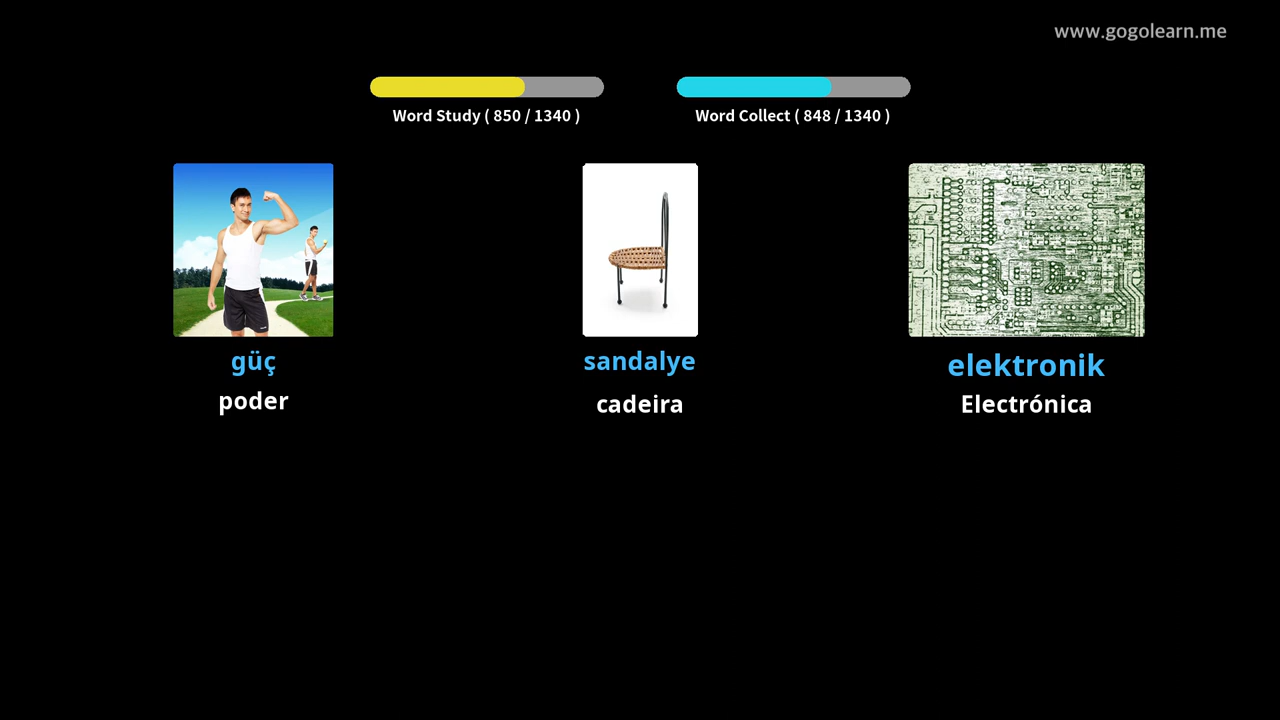 www.gogolearn.me
Word Study ( 850 / 1340 )
Word Collect ( 848 / 1340 )
güç
sandalye
elektronik
poder
cadeira
Electrónica